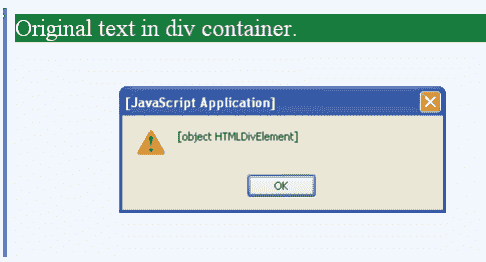 Original text in div container.
[JavaScript Application]
[object HTMLDivElement]
OK